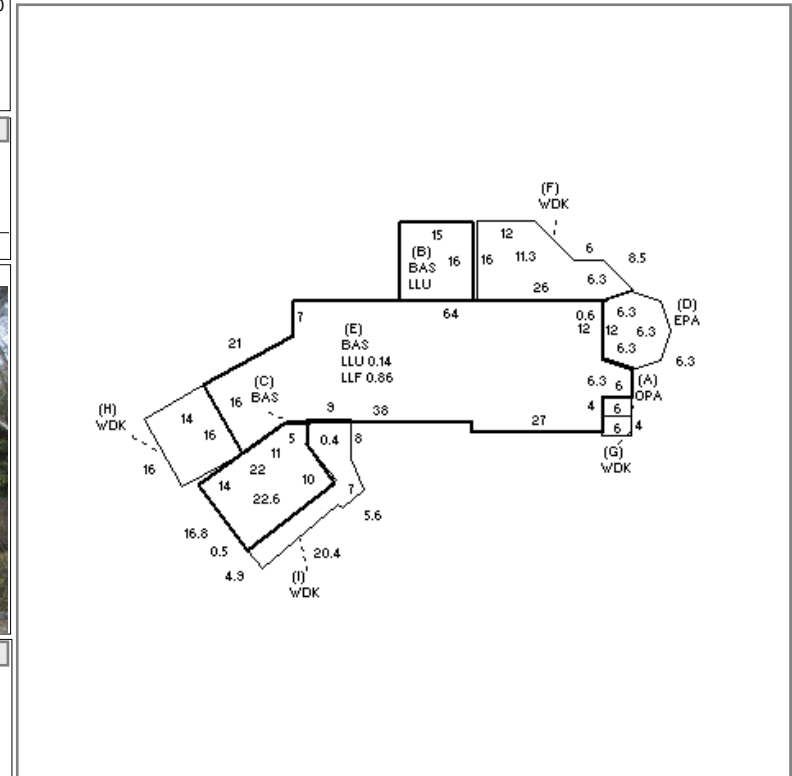 0
(F)
WDK
15
(B)
BAS
LLU
16
16
12
11.3
6
8.5
6.3
26
64
7
(E)
BAS
LLU 0.14
LLF 0.86
0.6
12
12
6.3
6.3
6.3
(D)
EPA
6.3
21
(C)
BAS
16
(H)
WDK
14
16
16
9
38
6.3
6
(A)
OPA
4
6
6
4
27
(G)
WDK
5
0.4
8
11
22
14
22.6
10
7
5.6
16.8
0.5
4.9
20.4
(I)
WDK